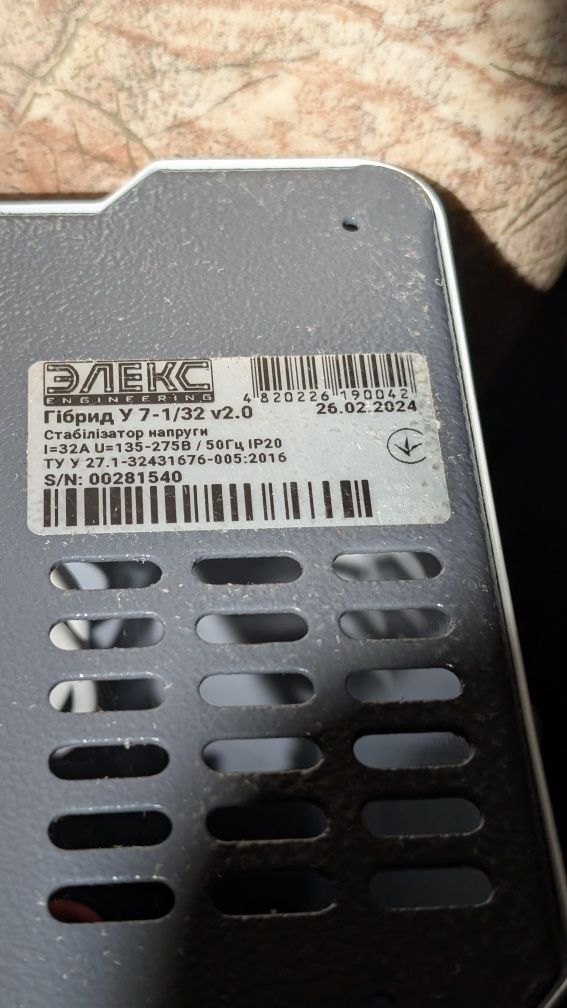 ЭЛЕКС
ENGINEERING
4 820226 190042
Гібрид У 7-1/32 v2.0
26.02.2024
Стабілізатор напруги
I=32A U=135-275В / 50Гц IP20
ТУ У 27.1-32431676-005:2016
S/N: 00281540